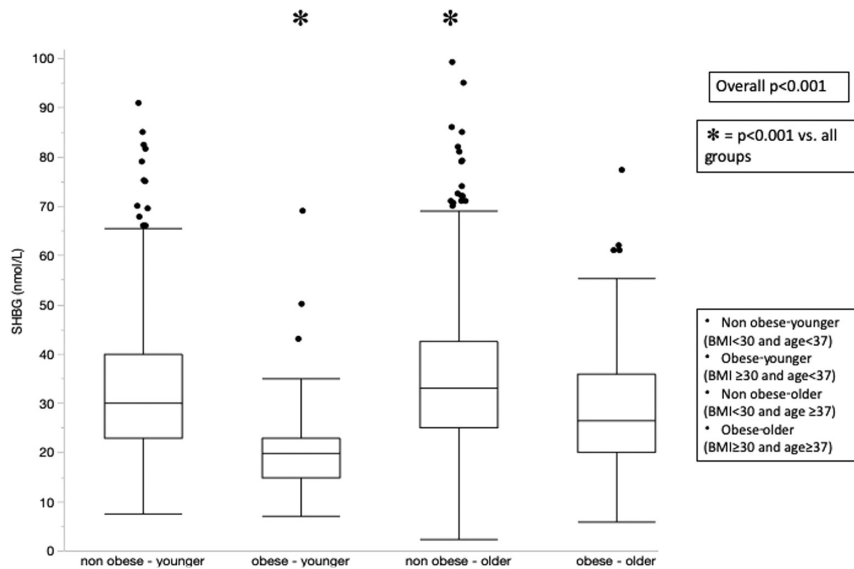 *
*
100
90
80
70
60
50
40
30
20
10
0
SHBG (nmol/L)
non obese - younger
obese - younger
non obese - older
obese - older
Overall p<0.001
* = p<0.001 vs. all
groups
• Non obese-younger
(BMI<30 and age<37)
• Obese-younger
(BMI ≥30 and age<37)
• Non obese-older
(BMI<30 and age ≥37)
• Obese-older
(BMI≥30 and age≥37)